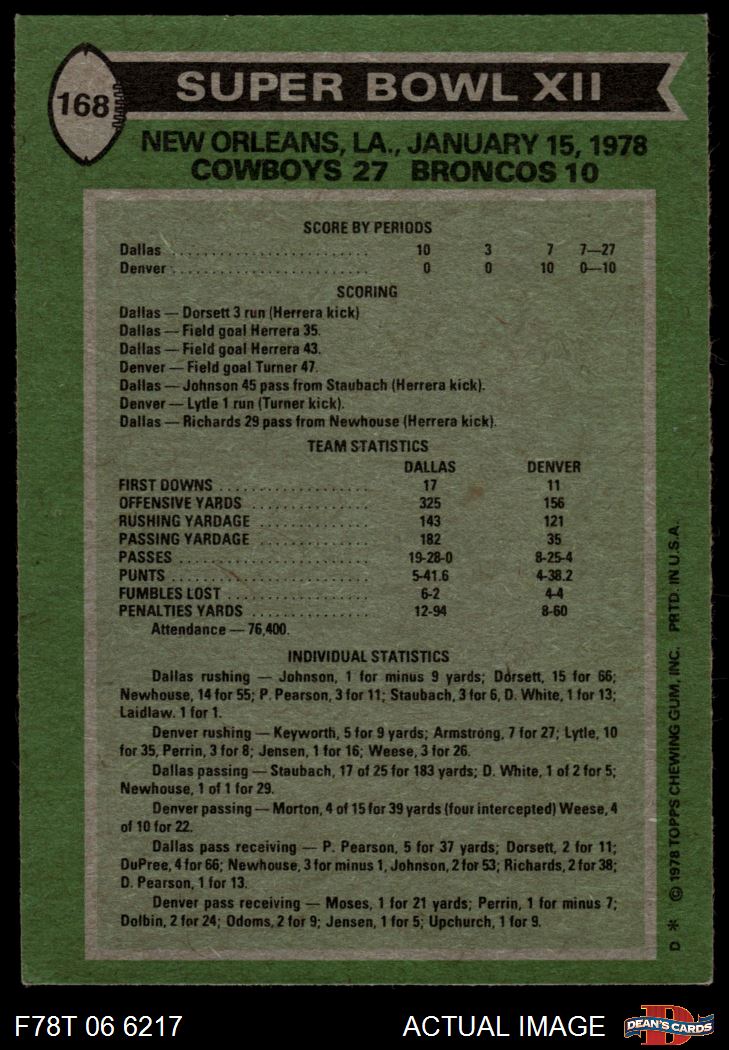 168
SUPER BOWL XII
NEW ORLEANS, LA., JANUARY 15, 1978
COWBOYS 27 BRONCOS 10
SCORE BY PERIODS
Dallas . . . . . . . . . . . . . . . . . . . . . . . . 10 3 7 7—27
Denver . . . . . . . . . . . . . . . . . . . . . . . . 0 0 10 0—10
SCORING
Dallas — Dorsett 3 run (Herrera kick)
Dallas — Field goal Herrera 35.
Dallas — Field goal Herrera 43.
Denver — Field goal Turner 47.
Dallas — Johnson 45 pass from Staubach (Herrera kick).
Denver — Lytle 1 run (Turner kick).
Dallas — Richards 29 pass from Newhouse (Herrera kick).
TEAM STATISTICS
DALLAS DENVER
FIRST DOWNS . . . . . . . . . . . . . . . . . . 17 11
OFFENSIVE YARDS . . . . . . . . . . . . . . . 325 156
RUSHING YARDAGE . . . . . . . . . . . . . 143 121
PASSING YARDAGE . . . . . . . . . . . . . 182 35
PASSES . . . . . . . . . . . . . . . . . . . . . . 19-28-0 8-25-4
PUNTS . . . . . . . . . . . . . . . . . . . . . . . 5-41.6 4-38.2
FUMBLES LOST . . . . . . . . . . . . . . . . . 6-2 4-4
PENALTIES YARDS . . . . . . . . . . . . . . 12-94 8-60
Attendance — 76,400.
INDIVIDUAL STATISTICS
Dallas rushing — Johnson, 1 for minus 9 yards; Dorsett, 15 for 66;
Newhouse, 14 for 55; P. Pearson, 3 for 11; Staubach, 3 for 6, D. White, 1 for 13;
Laidlaw. 1 for 1.
Denver rushing — Keyworth, 5 for 9 yards; Armstrong, 7 for 27; Lytle, 10
for 35, Perrin, 3 for 8; Jensen, 1 for 16; Weese, 3 for 26.
Dallas passing — Staubach, 17 of 25 for 183 yards; D. White, 1 of 2 for 5;
Newhouse, 1 of 1 for 29.
Denver passing — Morton, 4 of 15 for 39 yards (four intercepted) Weese, 4
of 10 for 22.
Dallas pass receiving — P. Pearson, 5 for 37 yards; Dorsett, 2 for 11;
DuPree, 4 for 66; Newhouse, 3 for minus 1, Johnson, 2 for 53; Richards, 2 for 38;
D. Pearson, 1 for 13.
Denver pass receiving — Moses, 1 for 21 yards; Perrin, 1 for minus 7;
Dolbin, 2 for 24; Odoms, 2 for 9; Jensen, 1 for 5; Upchurch, 1 for 9.
D * © 1978 TOPPS CHEWING GUM, INC. PRTD. IN U.S.A.
F78T 06 6217 ACTUAL IMAGE
D
DEAN'S CARDS